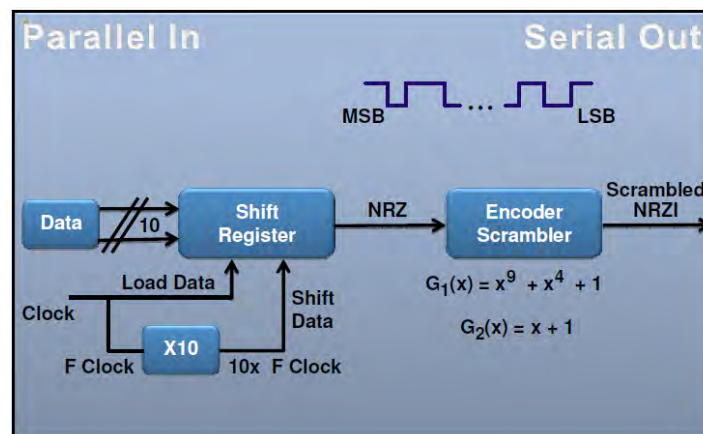 Parallel In
Serial Out
MSB
...
LSB
Data
10
Shift
Register
NRZ
Encoder
Scrambler
Scrambled
NRZI
Load Data
Clock
Shift
Data
G₁(x) = x⁹ + x⁴ + 1
G₂(x) = x + 1
X10
F Clock
10x F Clock